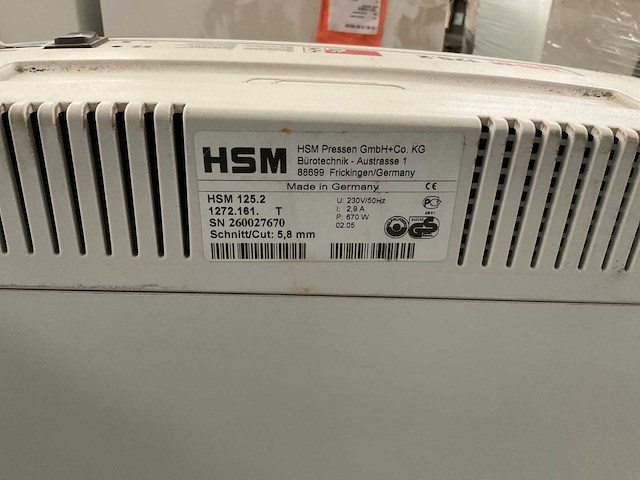 HSM
HSM Pressen GmbH+Co. KG
Bürotechnik - Austrasse 1
88699 Frickingen/Germany
Made in Germany
CE
HSM 125.2
1272.161. T
SN 260027670
Schnitt/Cut: 5,8 mm
U: 230V/50Hz
I: 2,9 A
P: 670 W
02.05